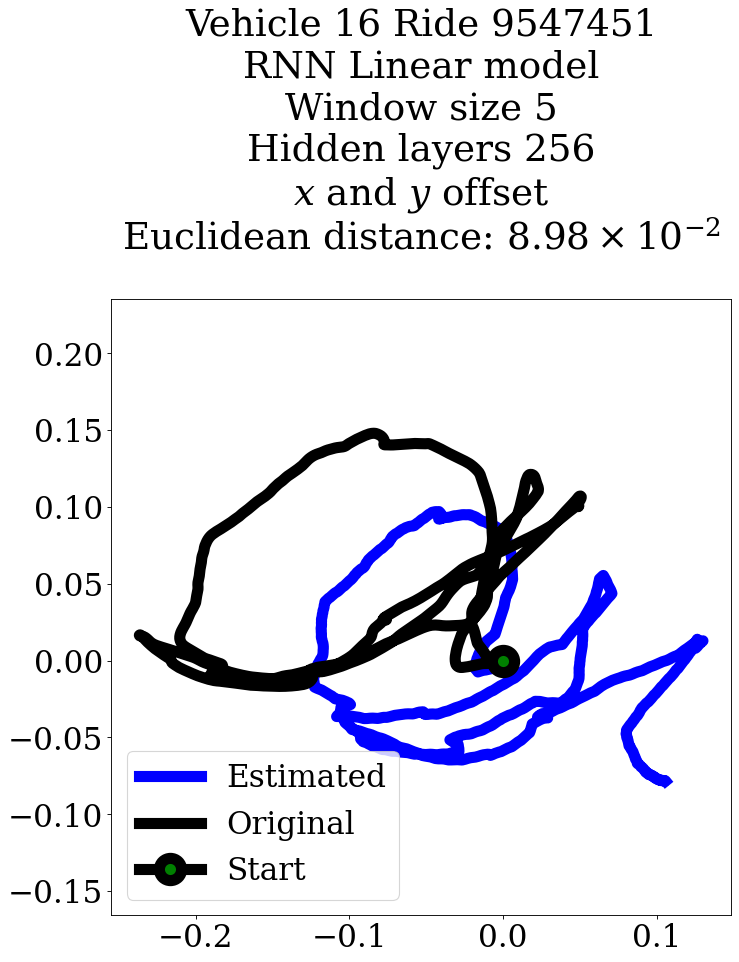 Vehicle 16 Ride 9547451
RNN Linear model
Window size 5
Hidden layers 256
x and y offset
Euclidean distance: 8.98 × 10⁻²
0.20
0.15
0.10
0.05
0.00
−0.05
−0.10
−0.15
Estimated
Original
Start
−0.2 −0.1 0.0 0.1